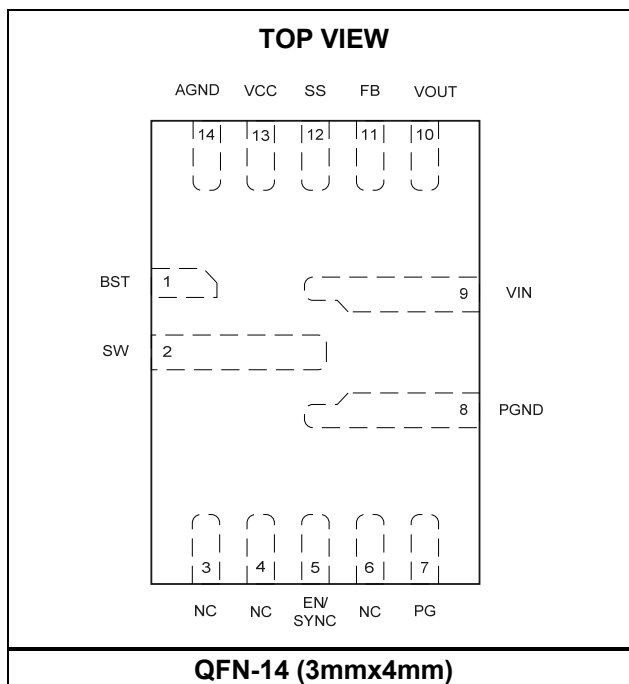 TOP VIEW
AGND VCC SS FB VOUT
14 13 12 11 10
BST 1
9 VIN
SW 2
8 PGND
3 4 5 6 7
NC NC EN/ SYNC NC PG
QFN-14 (3mmx4mm)